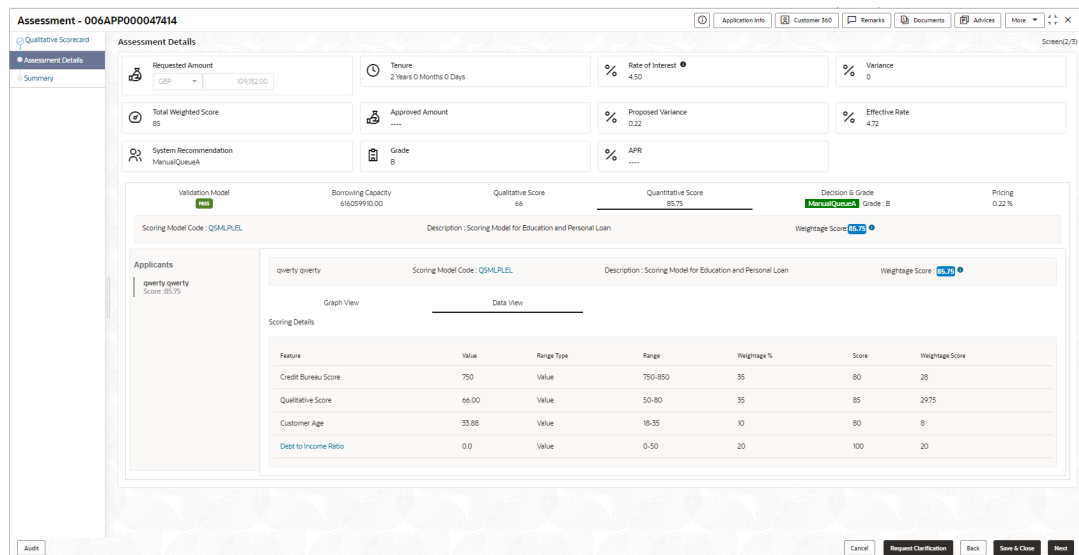 Assessment - 006APP000047414
Application Info Customer 360 Remarks Documents Advices More
Qualitative Scorecard
Assessment Details
Summary
Assessment Details Screen(2/3)
Requested Amount Tenure Rate of Interest Variance
GBP 109,182.00 2 Years 0 Months 0 Days 4.50 0
Total Weighted Score Approved Amount Proposed Variance Effective Rate
85 ---- 0.22 4.72
System Recommendation Grade APR
ManualQueueA B ----
Validation Model Borrowing Capacity Qualitative Score Quantitative Score Decision & Grade Pricing
PASS 616059910.00 66 85.75 ManualQueueA Grade : B 0.22 %
Scoring Model Code : QSMLPLEL Description : Scoring Model for Education and Personal Loan Weightage Score 85.75
Applicants
qwerty qwerty
Score :85.75
qwerty qwerty Scoring Model Code : QSMLPLEL Description : Scoring Model for Education and Personal Loan Weightage Score : 85.75
Graph View Data View
Scoring Details
Feature Value Range Type Range Weightage % Score Weightage Score
Credit Bureau Score 750 Value 750-850 35 80 28
Qualitative Score 66.00 Value 50-80 35 85 29.75
Customer Age 33.88 Value 18-35 10 80 8
Debt to Income Ratio 0.0 Value 0-50 20 100 20
Audit Cancel Request Clarification Back Save & Close Next